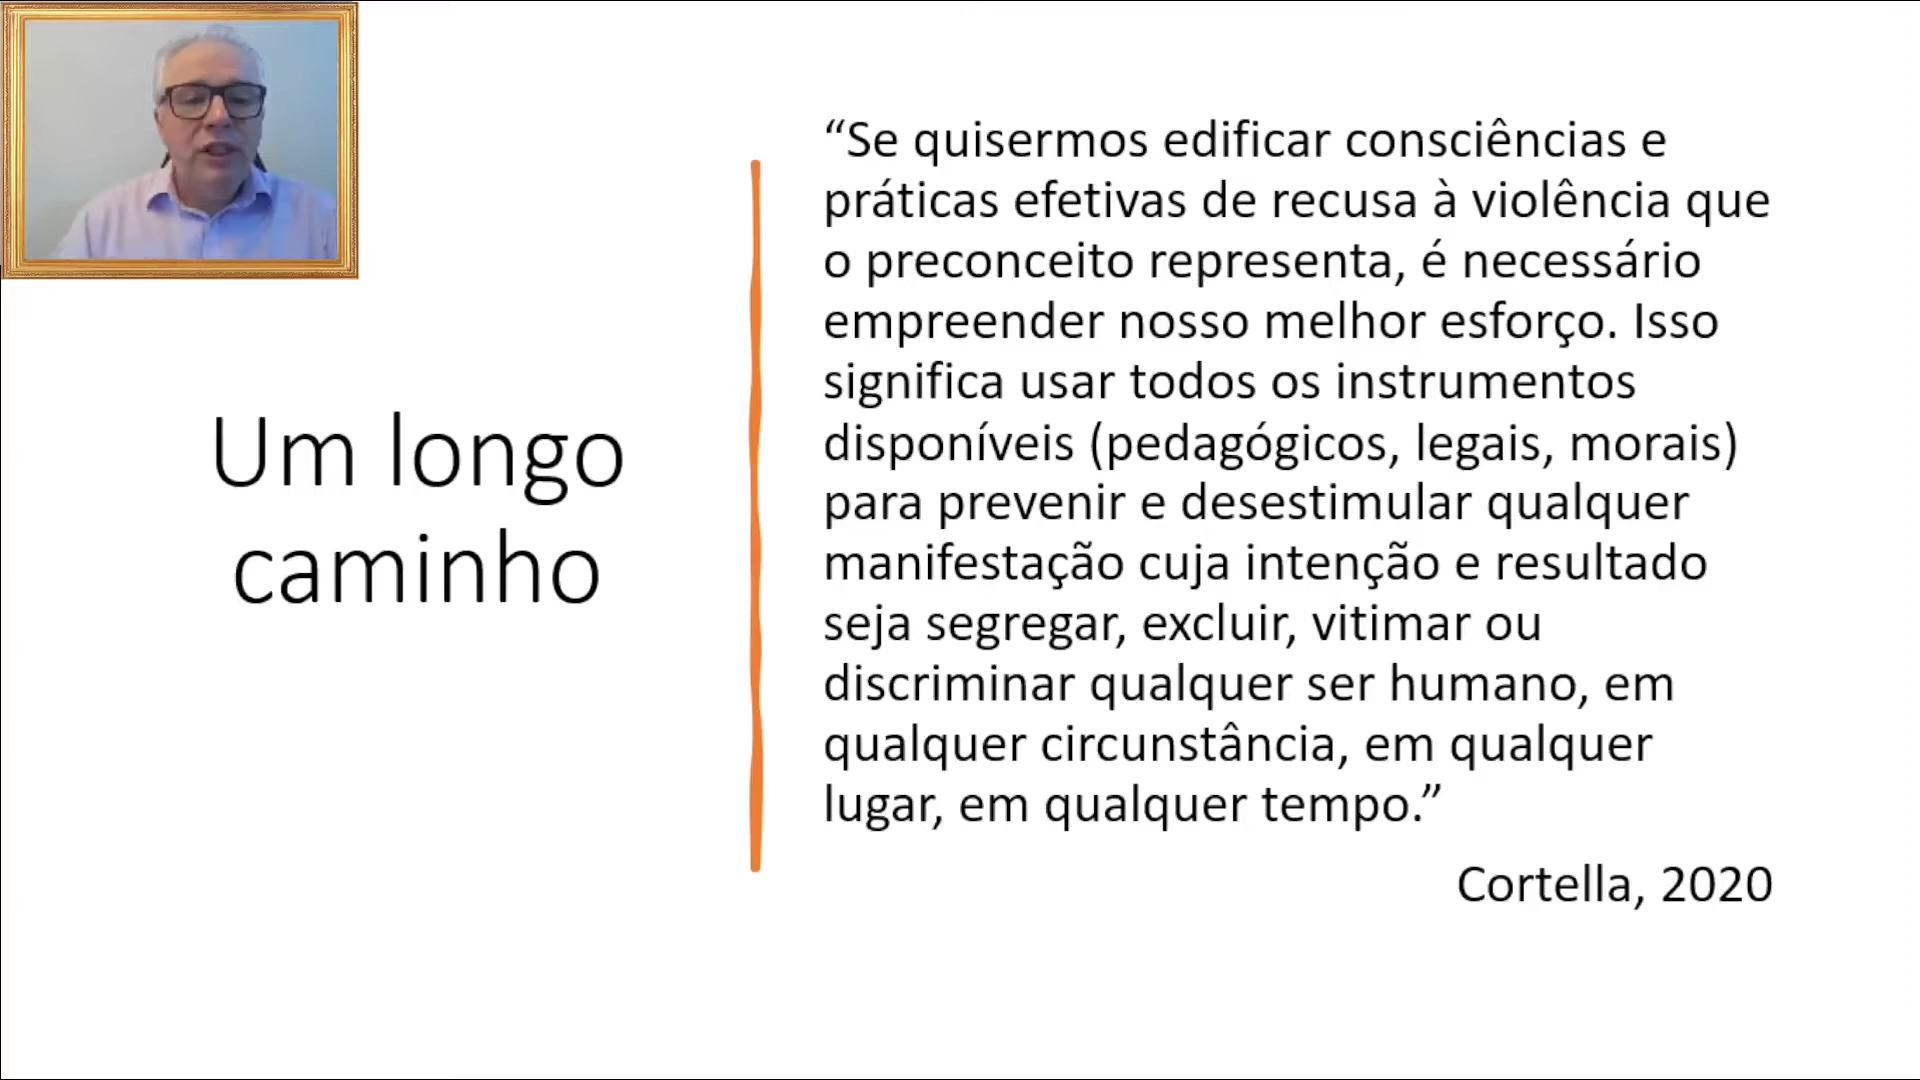 Um longo
caminho
“Se quisermos edificar consciências e
práticas efetivas de recusa à violência que
o preconceito representa, é necessário
empreender nosso melhor esforço. Isso
significa usar todos os instrumentos
disponíveis (pedagógicos, legais, morais)
para prevenir e desestimular qualquer
manifestação cuja intenção e resultado
seja segregar, excluir, vitimar ou
discriminar qualquer ser humano, em
qualquer circunstância, em qualquer
lugar, em qualquer tempo.”
Cortella, 2020